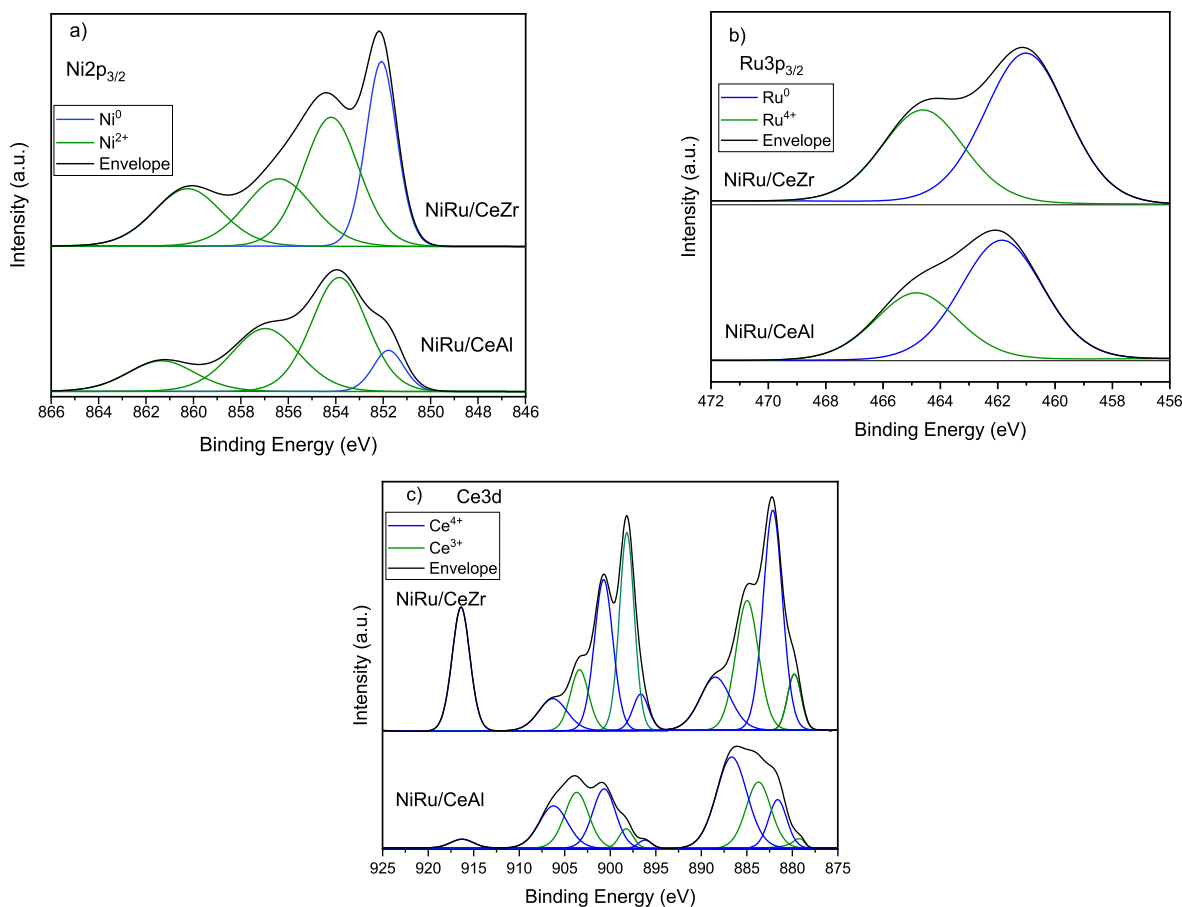 a)
Ni2p3/2
Ni0
Ni2+
Envelope
NiRu/CeZr
NiRu/CeAl
Intensity (a.u.)
866 864 862 860 858 856 854 852 850 848 846
Binding Energy (eV)
b)
Ru3p3/2
Ru0
Ru4+
Envelope
NiRu/CeZr
NiRu/CeAl
Intensity (a.u.)
472 470 468 466 464 462 460 458 456
Binding Energy (eV)
c) Ce3d
Ce4+
Ce3+
Envelope
NiRu/CeZr
NiRu/CeAl
Intensity (a.u.)
925 920 915 910 905 900 895 890 885 880 875
Binding Energy (eV)